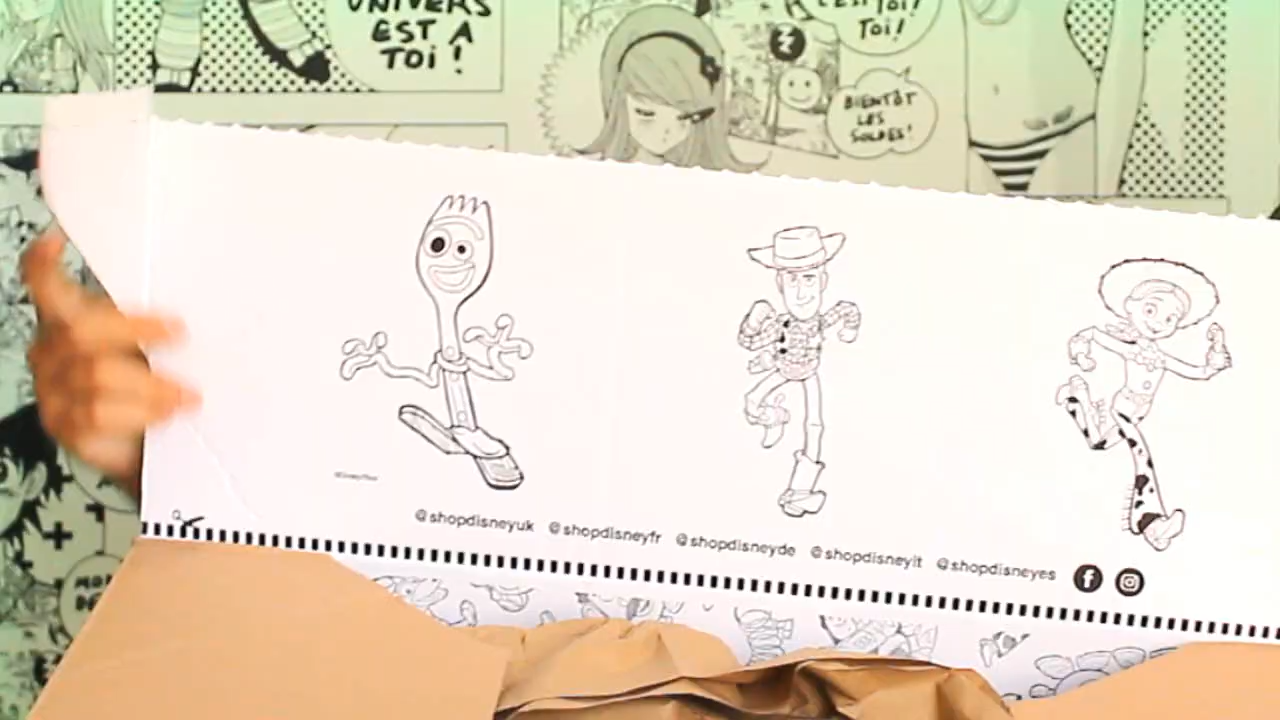 UNIVERS
EST A
TOi !
C'EST TOi !
TOi !
BiENTÔT
LES
SOLDES !
@shopdisneyuk @shopdisneyfr @shopdisneyde @shopdisneyit @shopdisneyes